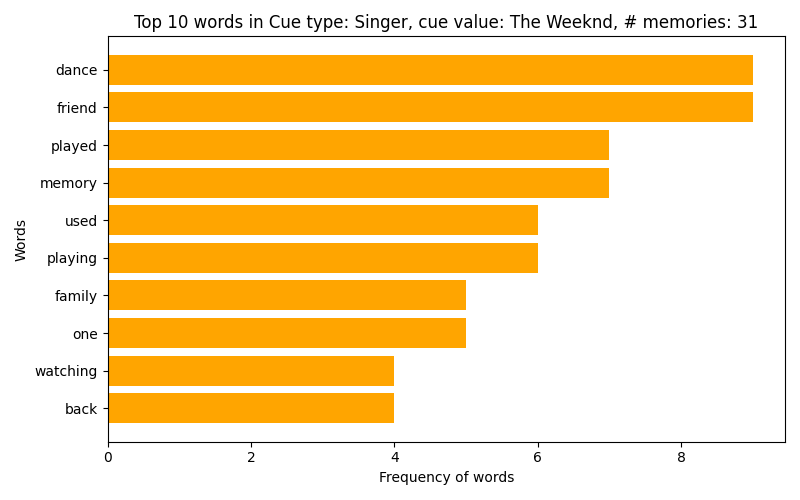 Top 10 words in Cue type: Singer, cue value: The Weeknd, # memories: 31
dance
friend
played
memory
used
playing
family
one
watching
back
Words
0 2 4 6 8
Frequency of words